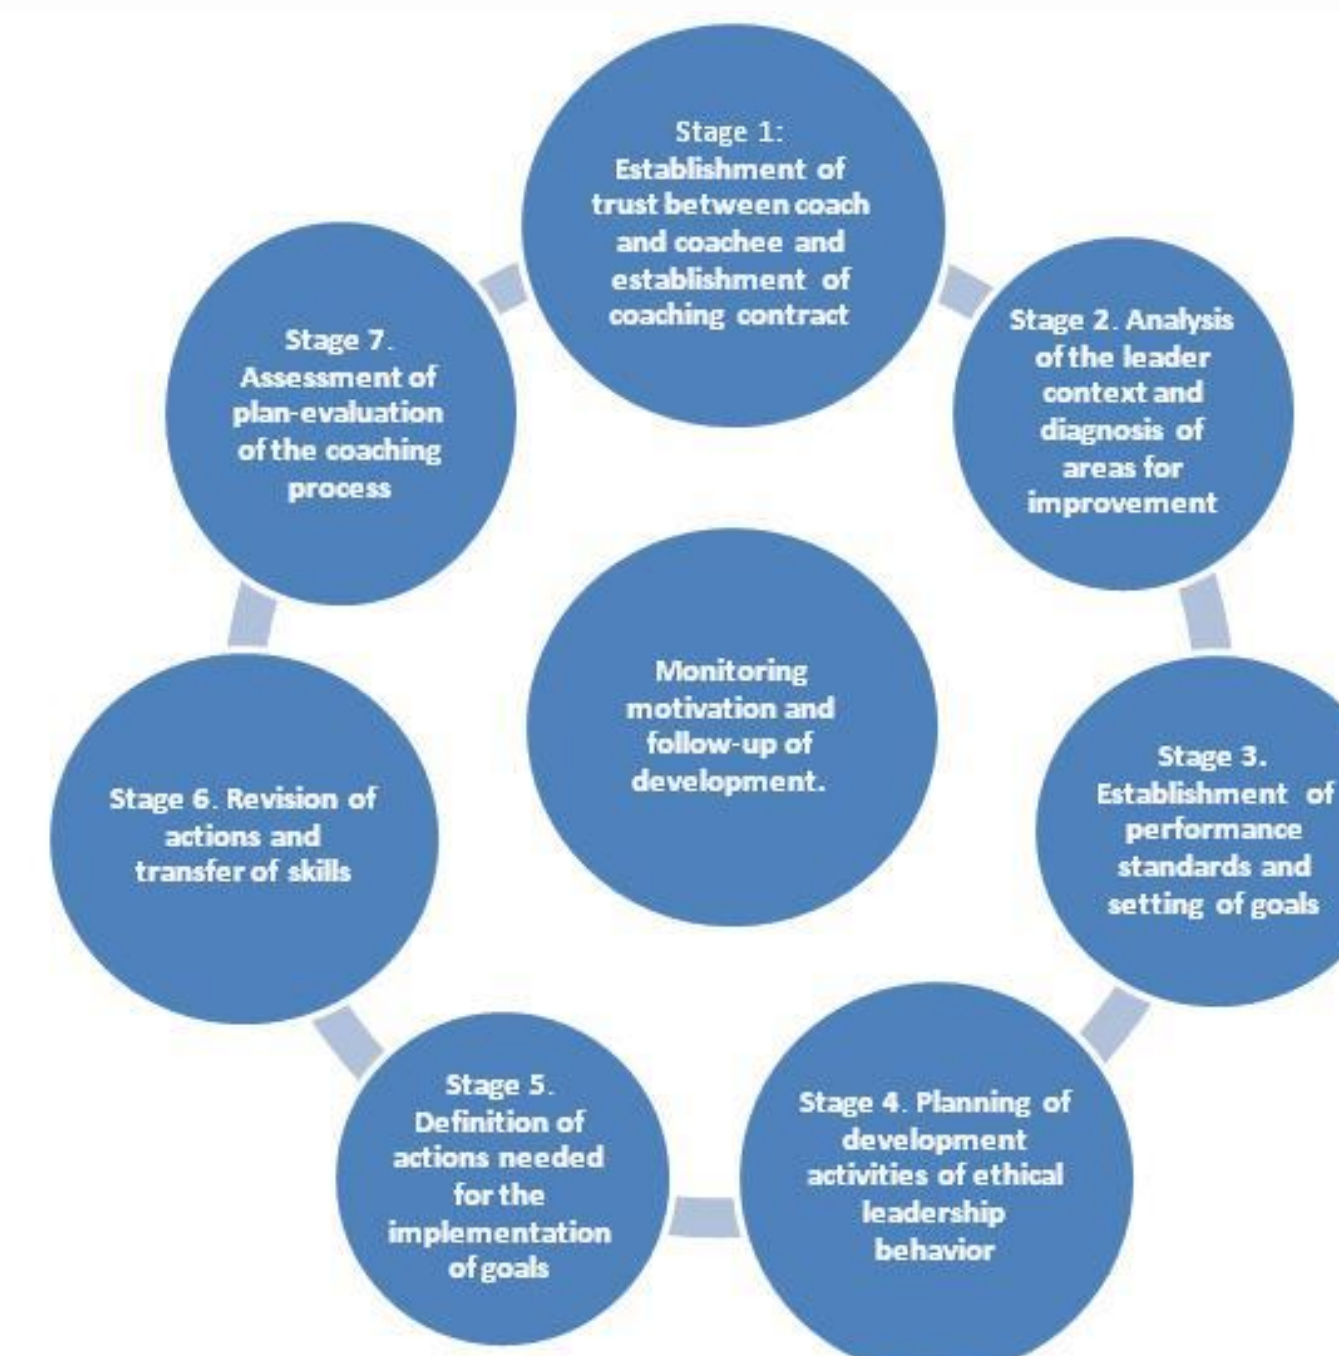 Stage 1:
Establishment of
trust between coach
and coachee and
establishment of
coaching contract
Stage 2. Analysis
of the leader
context and
diagnosis of
areas for
improvement
Stage 3.
Establishment of
performance
standards and
setting of goals
Stage 4. Planning of
development
activities of ethical
leadership
behavior
Stage 5.
Definition of
actions needed
for the
implementation
of goals
Stage 6. Revision of
actions and
transfer of skills
Stage 7.
Assessment of
plan-evaluation
of the coaching
process
Monitoring
motivation and
follow-up of
development.